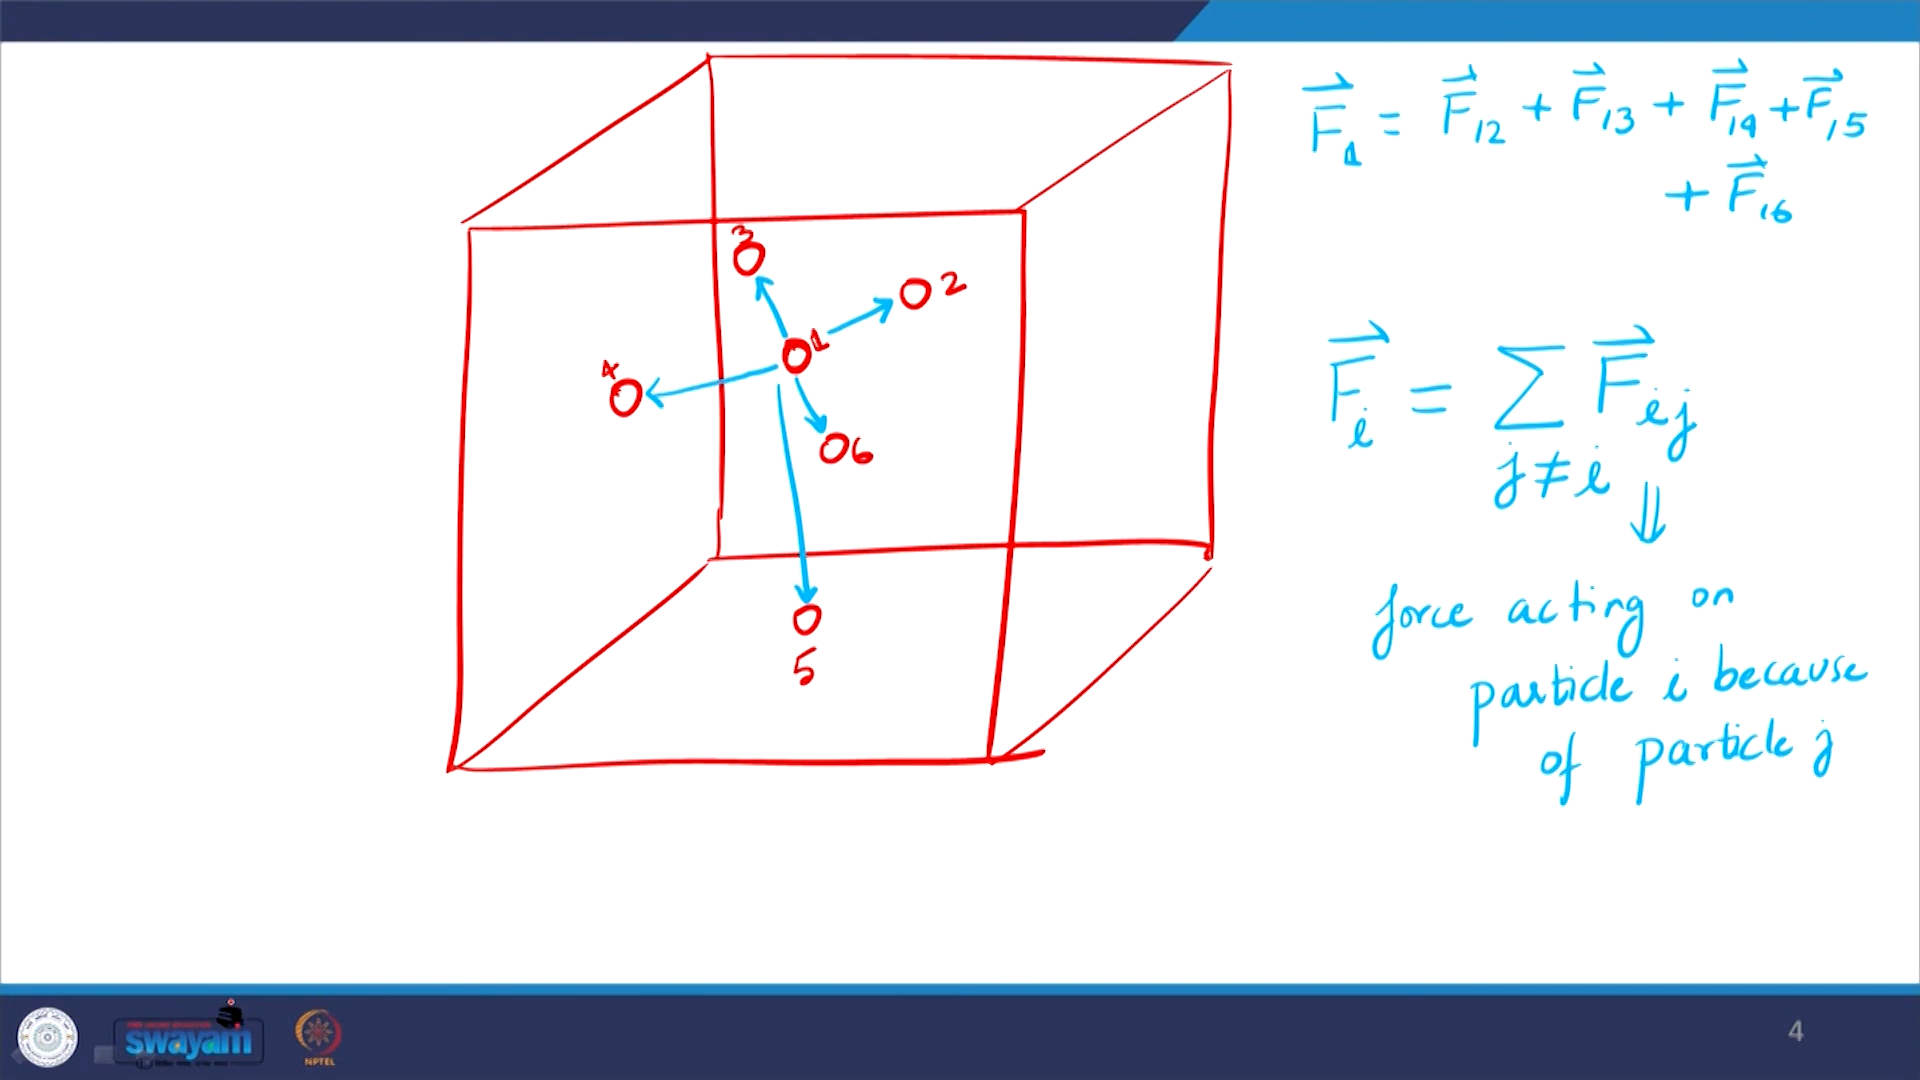 3
2
1
4
6
5
F⃗₁ = F⃗₁₂ + F⃗₁₃ + F⃗₁₄ + F⃗₁₅
+ F⃗₁₆
F⃗ᵢ = Σ F⃗ᵢⱼ
j ≠ i
⇓
force acting on
particle i because
of particle j
swayam
NPTEL
4